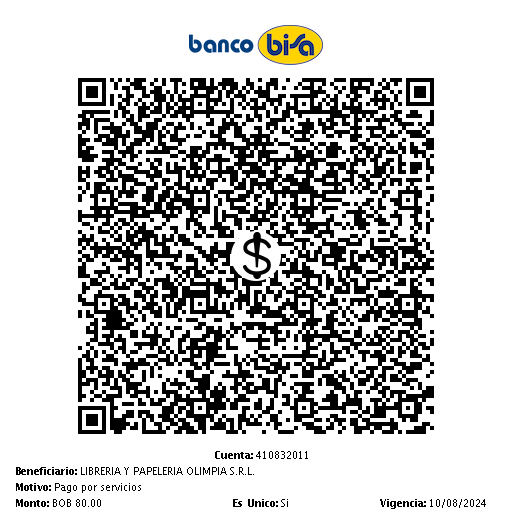 banco bisa
$
Cuenta: 410832011
Beneficiario: LIBRERIA Y PAPELERIA OLIMPIA S.R.L.
Motivo: Pago por servicios
Monto: BOB 80.00 Es Unico: Si Vigencia: 10/08/2024